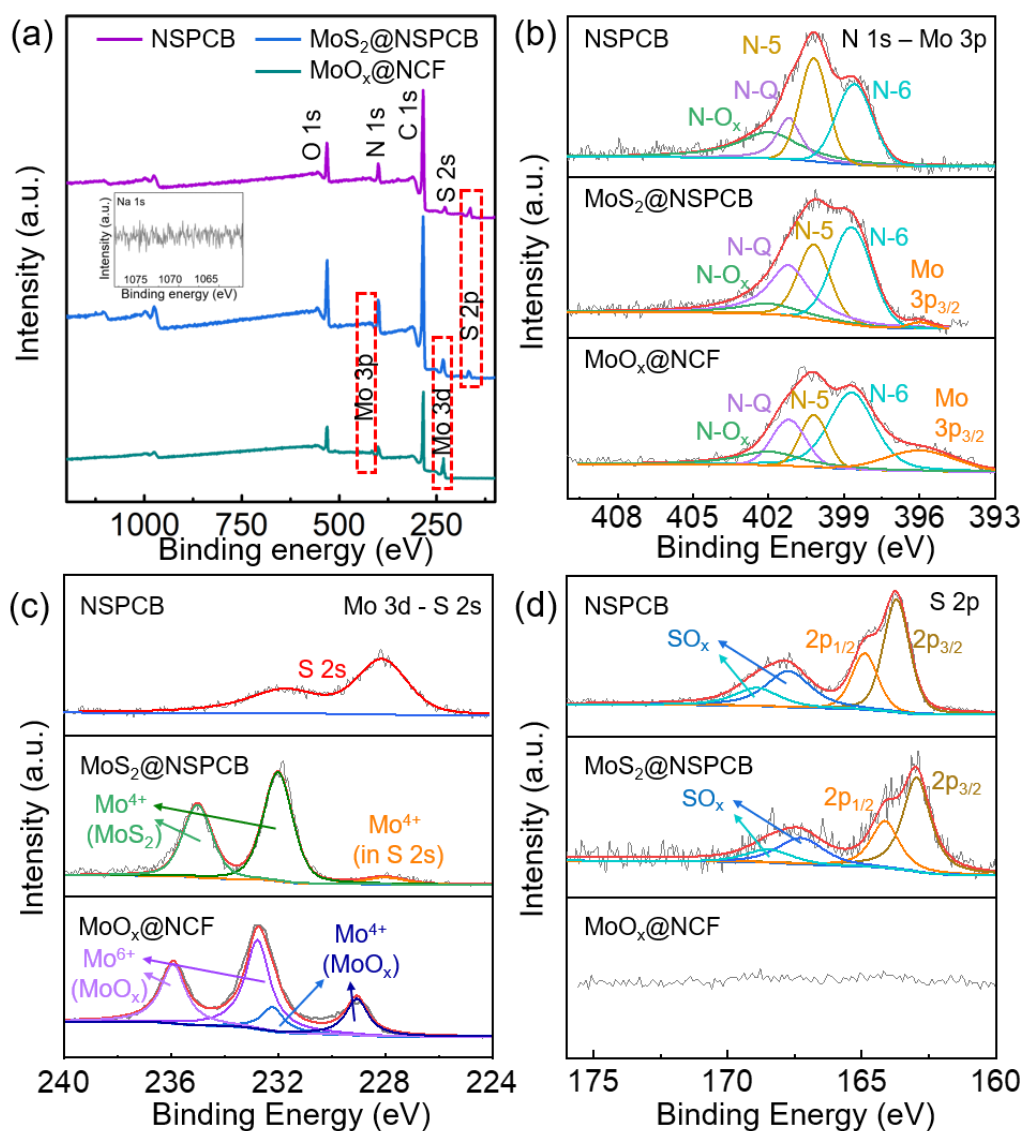 (a)
NSPCB
MoS₂@NSPCB
MoOₓ@NCF
O 1s
N 1s
C 1s
S 2s
S 2p
Mo 3p
Mo 3d
Na 1s
Intensity (a.u.)
1075 1070 1065
Binding energy (eV)
Intensity (a.u.)
1000 750 500 250
Binding energy (eV)
(b)
NSPCB
N 1s – Mo 3p
N-5
N-Q
N-6
N-Oₓ
MoS₂@NSPCB
N-Q
N-5
N-6
N-Oₓ
Mo
3p₃/₂
MoOₓ@NCF
N-Q
N-5
N-6
N-Oₓ
Mo
3p₃/₂
Intensity (a.u.)
408 405 402 399 396 393
Binding Energy (eV)
(c)
NSPCB
Mo 3d - S 2s
S 2s
MoS₂@NSPCB
Mo⁴⁺
(MoS₂)
Mo⁴⁺
(in S 2s)
MoOₓ@NCF
Mo⁶⁺
(MoOₓ)
Mo⁴⁺
(MoOₓ)
Intensity (a.u.)
240 236 232 228 224
Binding Energy (eV)
(d)
NSPCB
S 2p
SOₓ
2p₁/₂
2p₃/₂
MoS₂@NSPCB
SOₓ
2p₁/₂
2p₃/₂
MoOₓ@NCF
Intensity (a.u.)
175 170 165 160
Binding Energy (eV)